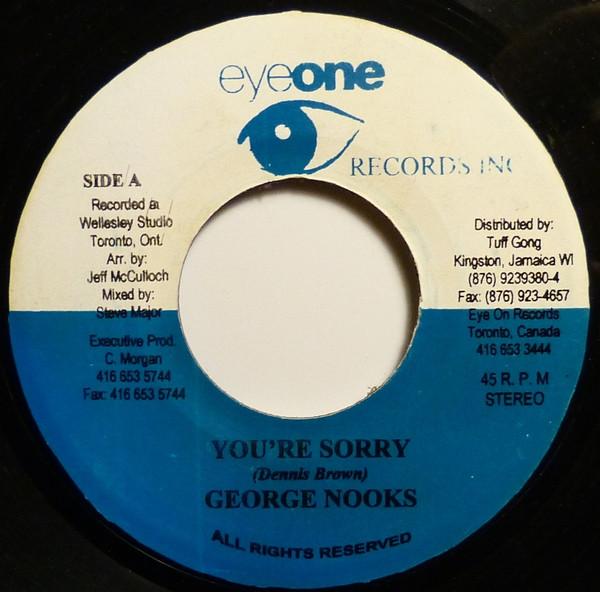 eyeone
RECORDS INC
SIDE A
Recorded at
Wellesley Studio
Toronto, Ont.
Arr. by:
Jeff McCulloch
Mixed by:
Steve Major
Executive Prod.
C. Morgan
416 653 5744
Fax: 416 653 5744
Distributed by:
Tuff Gong
Kingston, Jamaica WI
(876) 9239380-4
Fax: (876) 923-4657
Eye On Records
Toronto, Canada
416 653 3444
45 R. P. M
STEREO
YOU'RE SORRY
(Dennis Brown)
GEORGE NOOKS
ALL RIGHTS RESERVED